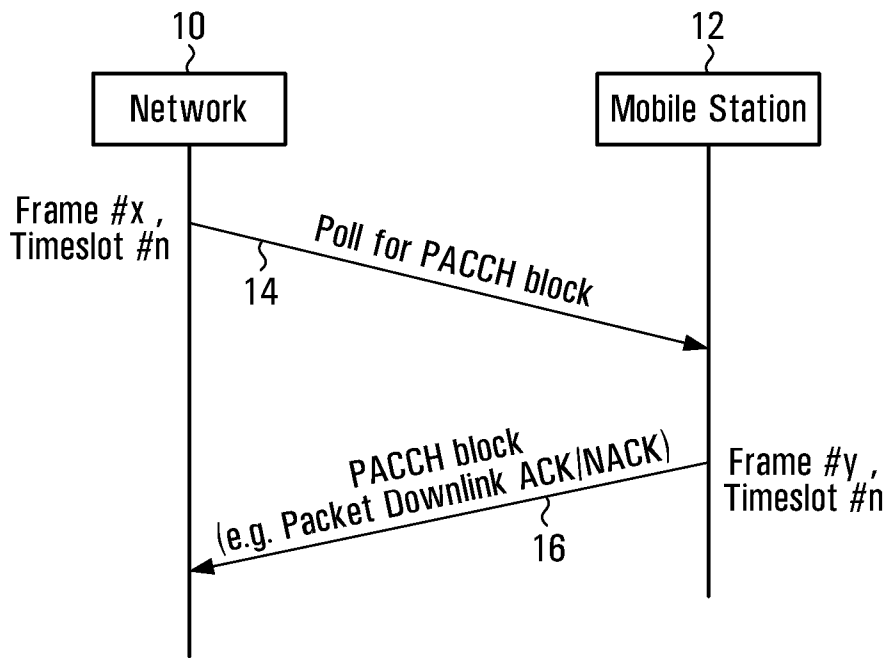 10
12
Network
Mobile Station
Frame #x ,
Timeslot #n
Poll for PACCH block
14
PACCH block
(e.g. Packet Downlink ACK/NACK)
16
Frame #y ,
Timeslot #n